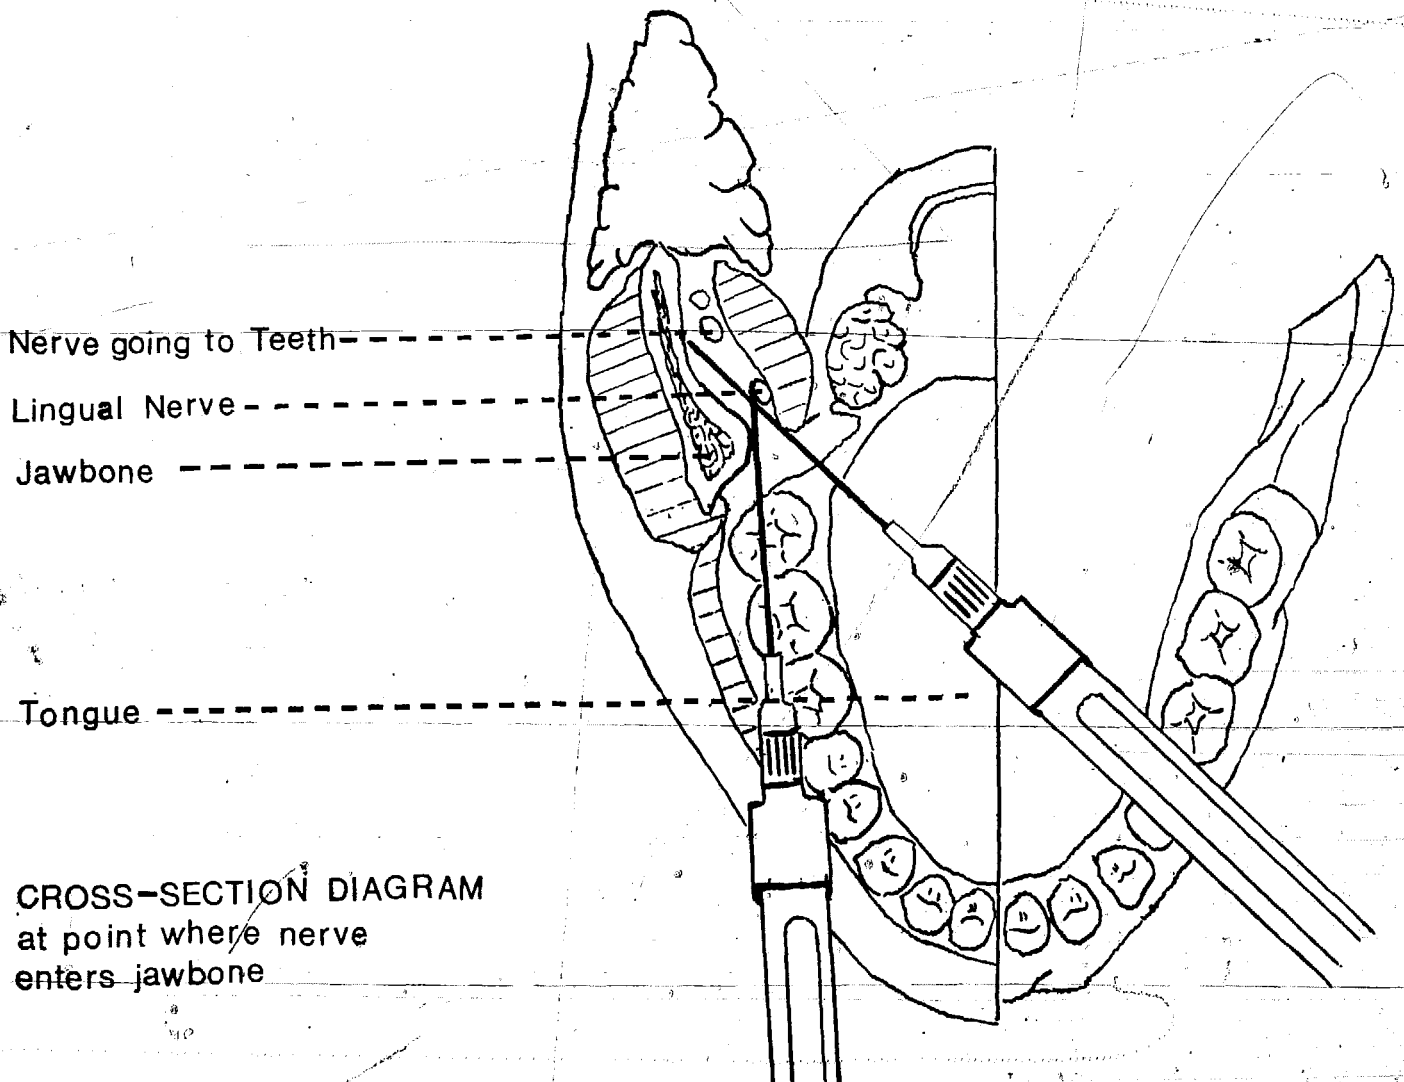 Nerve going to Teeth
Lingual Nerve
Jawbone
Tongue
CROSS-SECTION DIAGRAM
at point where nerve
enters jawbone